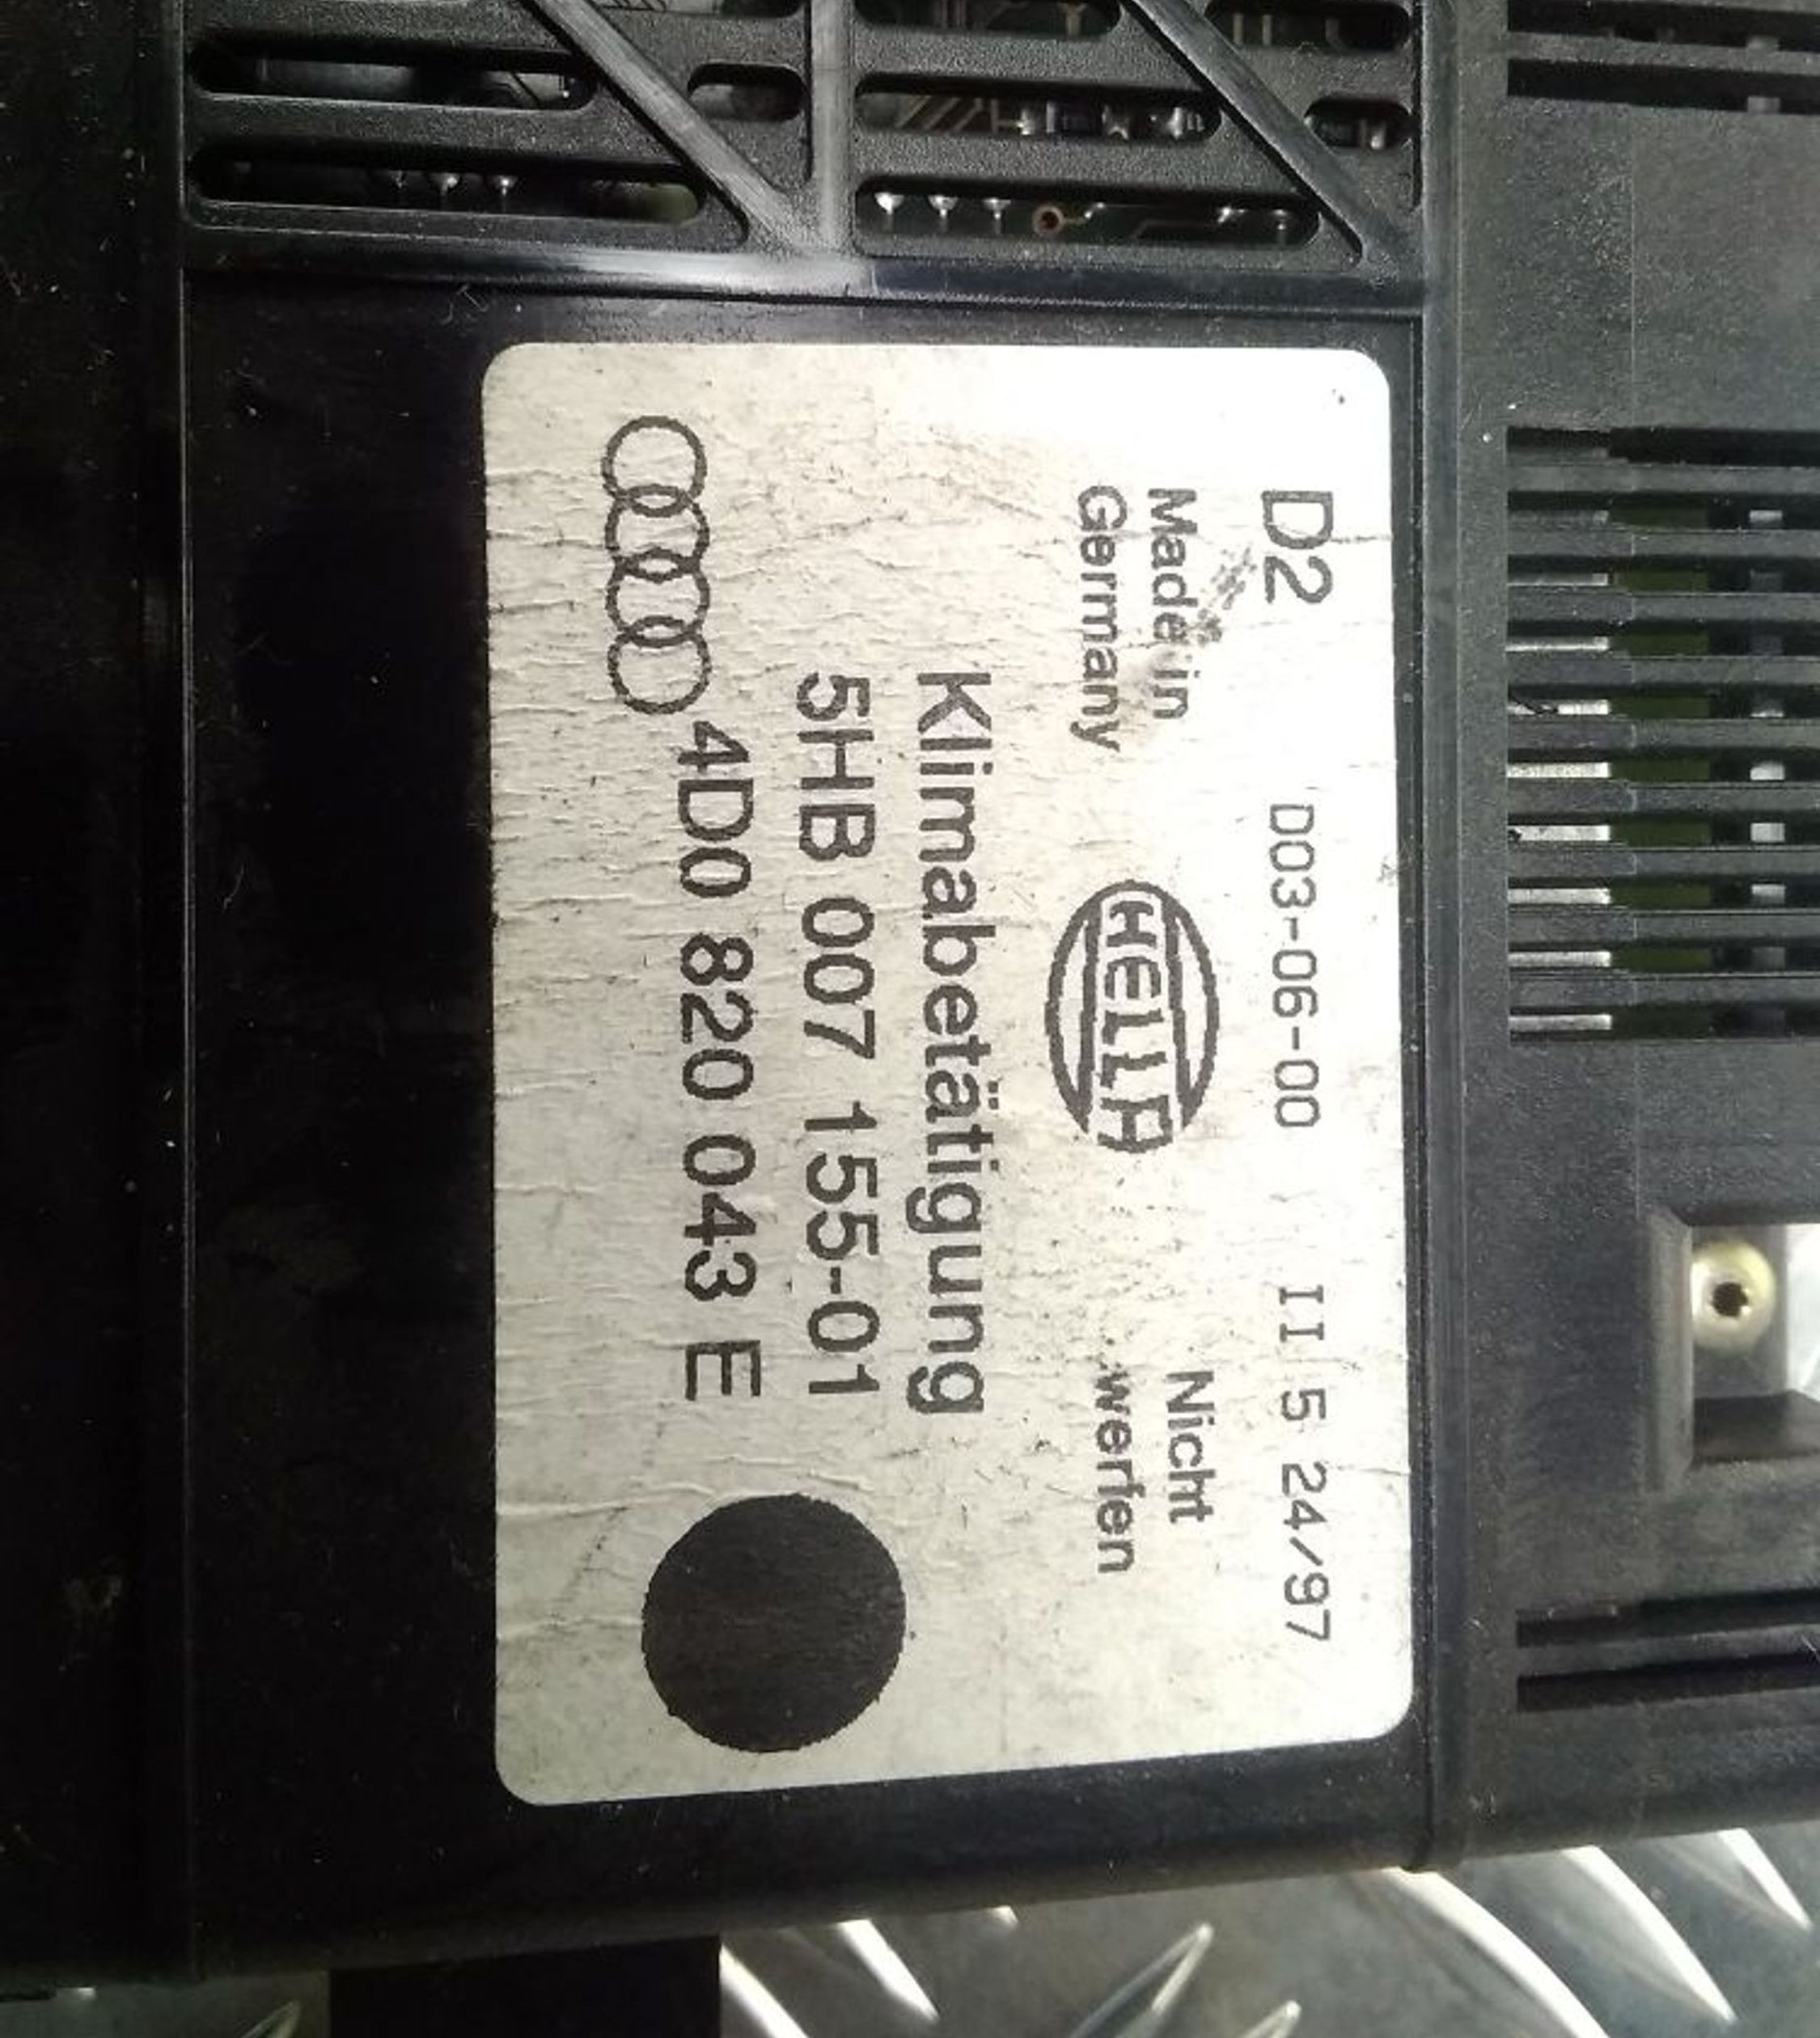 D2 D03-06-00 II 5 24/97
Made in
Germany
HELLA
Nicht
werfen
Klimabetätigung
5HB 007 155-01
4D0 820 043 E